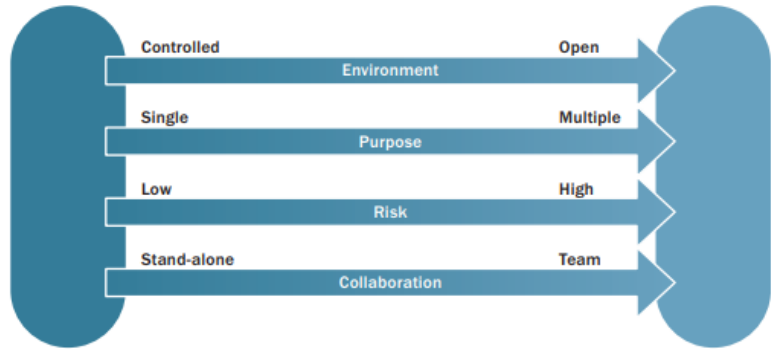 Controlled Open
Environment
Single Multiple
Purpose
Low High
Risk
Stand-alone Team
Collaboration